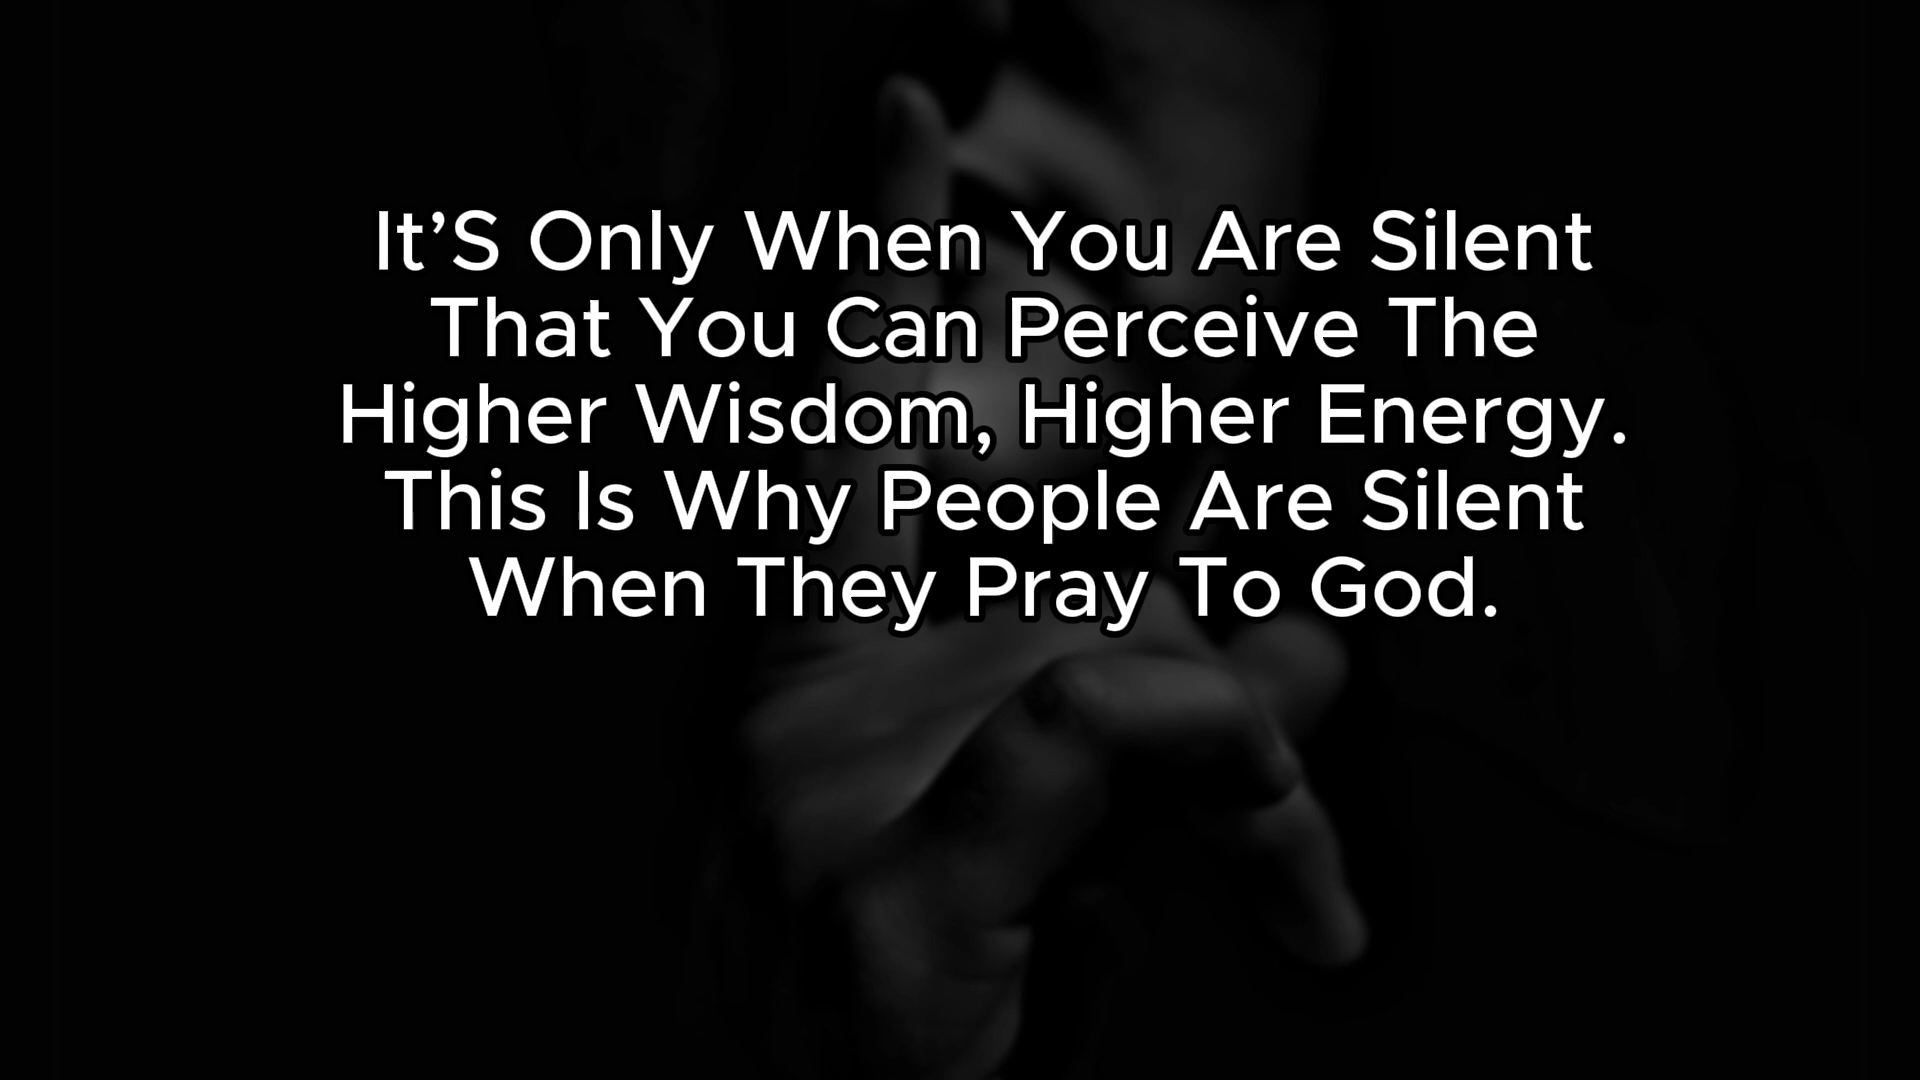 It’S Only When You Are Silent
That You Can Perceive The
Higher Wisdom, Higher Energy.
This Is Why People Are Silent
When They Pray To God.